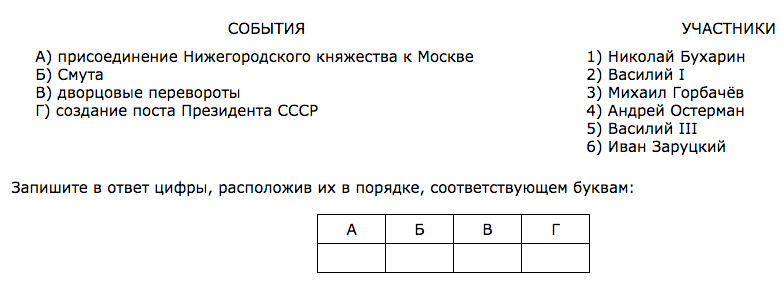 СОБЫТИЯ
УЧАСТНИКИ
А) присоединение Нижегородского княжества к Москве
Б) Смута
В) дворцовые перевороты
Г) создание поста Президента СССР
1) Николай Бухарин
2) Василий I
3) Михаил Горбачёв
4) Андрей Остерман
5) Василий III
6) Иван Заруцкий
Запишите в ответ цифры, расположив их в порядке, соответствующем буквам:
А Б В Г